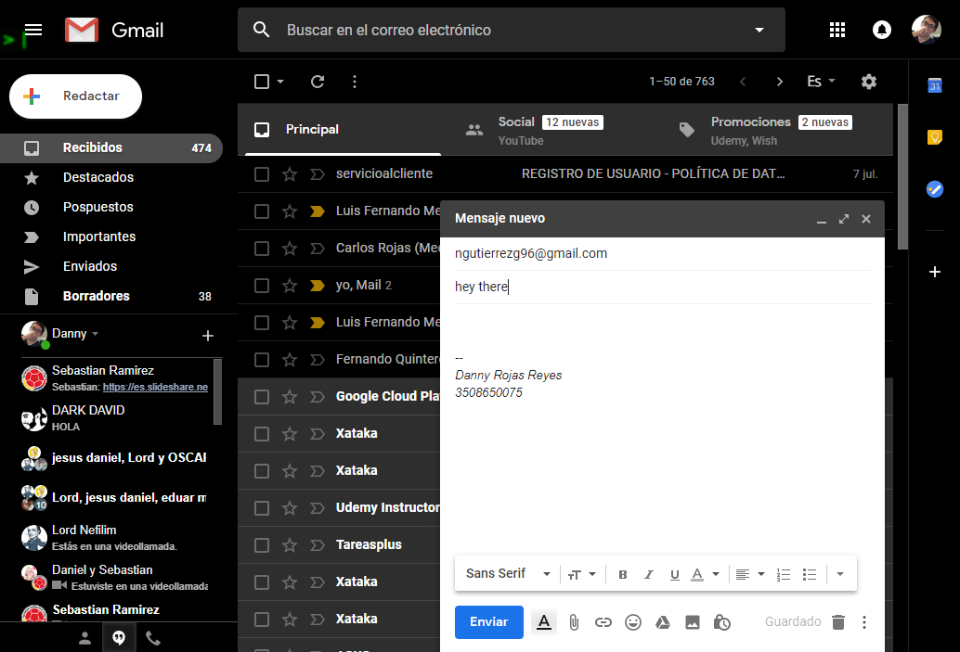 Gmail
Buscar en el correo electrónico
Redactar
1–50 de 763
Es
31
Principal
Social 12 nuevas
YouTube
Promociones 2 nuevas
Udemy, Wish
Recibidos 474
Destacados
Pospuestos
Importantes
Enviados
Borradores 38
Danny
Sebastian Ramirez
Sebastian: https://es.slideshare.ne
DARK DAVID
HOLA
jesus daniel, Lord y OSCAR
Lord, jesus daniel, eduar m
10
Lord Nefilim
Estás en una videollamada.
Daniel y Sebastian
Estuviste en una videollamada
Sebastian Ramirez
servicioalcliente REGISTRO DE USUARIO - POLÍTICA DE DAT... 7 jul.
Luis Fernando Me
Carlos Rojas (Med
yo, Mail 2
Luis Fernando Me
Fernando Quintero
Google Cloud Pla
Xataka
Xataka
Udemy Instructor
Tareasplus
Xataka
Xataka
Mensaje nuevo
ngutierrezg96@gmail.com
hey there
--
Danny Rojas Reyes
3508650075
Sans Serif
B I U A
Enviar A Guardado